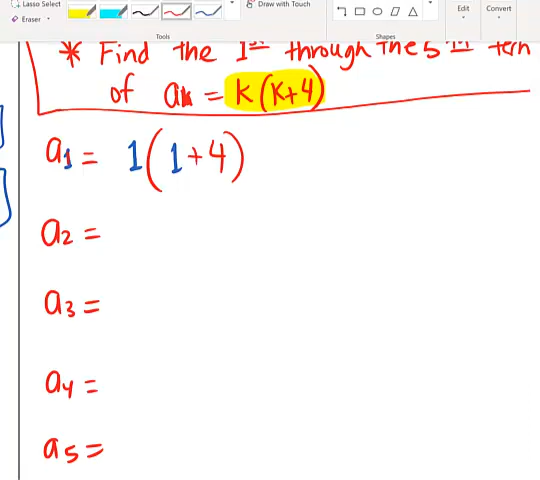 Lasso Select
Eraser
Draw with Touch
Edit
Convert
Tools
Shapes
* Find the 1st through the 5th term
of ak = k(k+4)
a1 = 1(1+4)
a2 =
a3 =
a4 =
a5 =